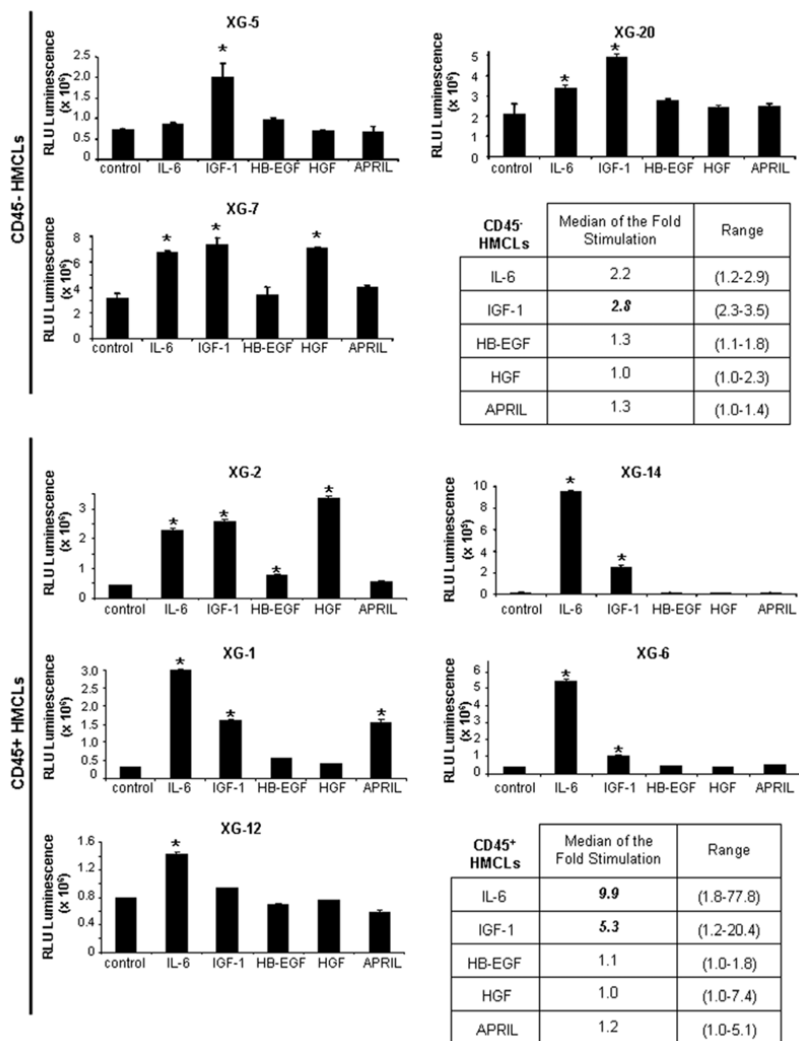 CD45- HMCLs
XG-5
RLU Luminescence
(x 10⁶)
2.5
2.0
1.5
1.0
0.5
0
*
control IL-6 IGF-1 HB-EGF HGF APRIL
XG-20
RLU Luminescence
(x 10⁶)
5
4
3
2
1
0
* *
control IL-6 IGF-1 HB-EGF HGF APRIL
XG-7
RLU Luminescence
(x 10⁶)
8
6
4
2
0
* * *
control IL-6 IGF-1 HB-EGF HGF APRIL
CD45⁻ HMCLs Median of the Fold Stimulation Range
IL-6 2.2 (1.2-2.9)
IGF-1 2.8 (2.3-3.5)
HB-EGF 1.3 (1.1-1.8)
HGF 1.0 (1.0-2.3)
APRIL 1.3 (1.0-1.4)
CD45+ HMCLs
XG-2
RLU Luminescence
(x 10⁶)
3
2
1
0
* * * *
control IL-6 IGF-1 HB-EGF HGF APRIL
XG-14
RLU Luminescence
(x 10⁵)
10
8
6
4
2
0
* *
control IL-6 IGF-1 HB-EGF HGF APRIL
XG-1
RLU Luminescence
(x 10⁶)
3.0
2.5
2.0
1.5
1.0
0.5
0
* * *
control IL-6 IGF-1 HB-EGF HGF APRIL
XG-6
RLU Luminescence
(x 10⁶)
6
5
4
3
2
1
0
* *
control IL-6 IGF-1 HB-EGF HGF APRIL
XG-12
RLU Luminescence
(x 10⁶)
1.6
1.2
0.8
0.4
0
*
control IL-6 IGF-1 HB-EGF HGF APRIL
CD45⁺ HMCLs Median of the Fold Stimulation Range
IL-6 9.9 (1.8-77.8)
IGF-1 5.3 (1.2-20.4)
HB-EGF 1.1 (1.0-1.8)
HGF 1.0 (1.0-7.4)
APRIL 1.2 (1.0-5.1)